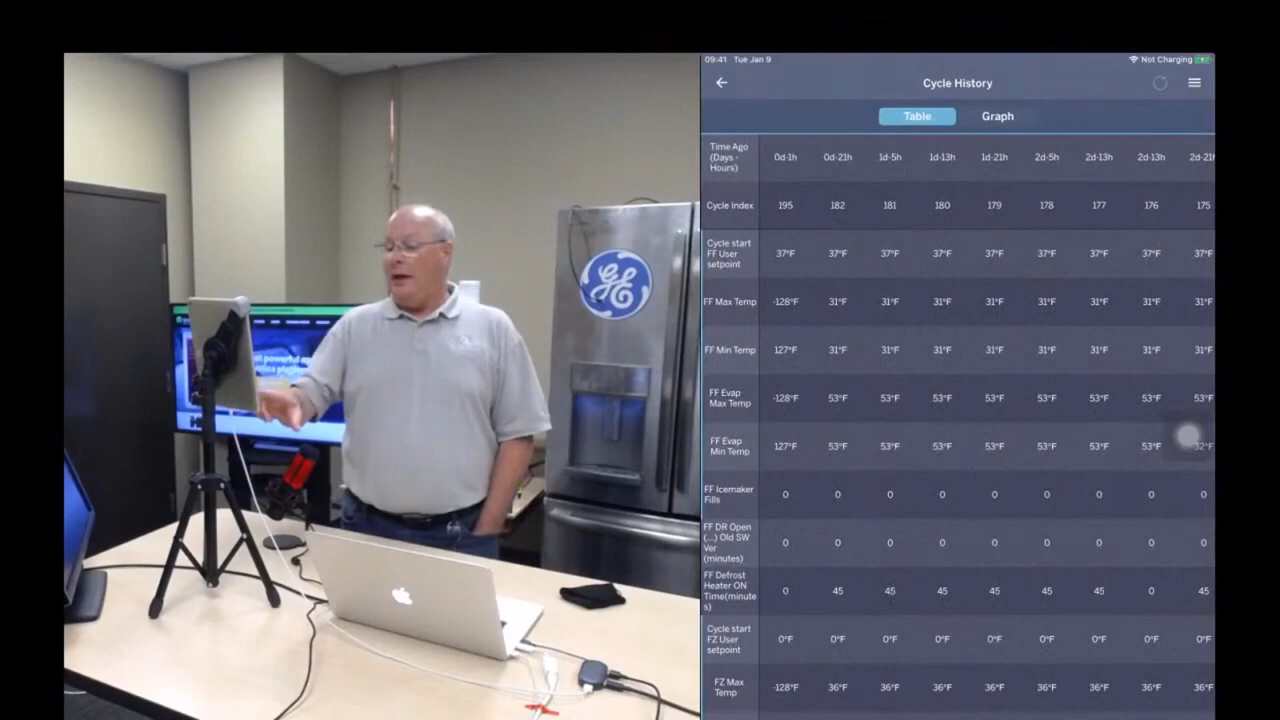 09:41 Tue Jan 9
Not Charging
Cycle History
Table Graph
Time Ago
(Days -
Hours)
0d-1h 0d-21h 1d-5h 1d-13h 1d-21h 2d-5h 2d-13h 2d-13h 2d-21h
Cycle Index 195 182 181 180 179 178 177 176 175
Cycle start
FF User
setpoint
37°F 37°F 37°F 37°F 37°F 37°F 37°F 37°F 37°F
FF Max Temp -128°F 31°F 31°F 31°F 31°F 31°F 31°F 31°F 31°F
FF Min Temp 127°F 31°F 31°F 31°F 31°F 31°F 31°F 31°F 31°F
FF Evap
Max Temp
-128°F 53°F 53°F 53°F 53°F 53°F 53°F 53°F 53°F
FF Evap
Min Temp
127°F 53°F 53°F 53°F 53°F 53°F 53°F 53°F 32°F
FF Icemaker
Fills
0 0 0 0 0 0 0 0 0
FF DR Open
(...) Old SW
Ver
(minutes)
0 0 0 0 0 0 0 0 0
FF Defrost
Heater ON
Time(minute
s)
0 45 45 45 45 45 45 0 45
Cycle start
FZ User
setpoint
0°F 0°F 0°F 0°F 0°F 0°F 0°F 0°F 0°F
FZ Max
Temp
-128°F 36°F 36°F 36°F 36°F 36°F 36°F 36°F 36°F
GE
powerful